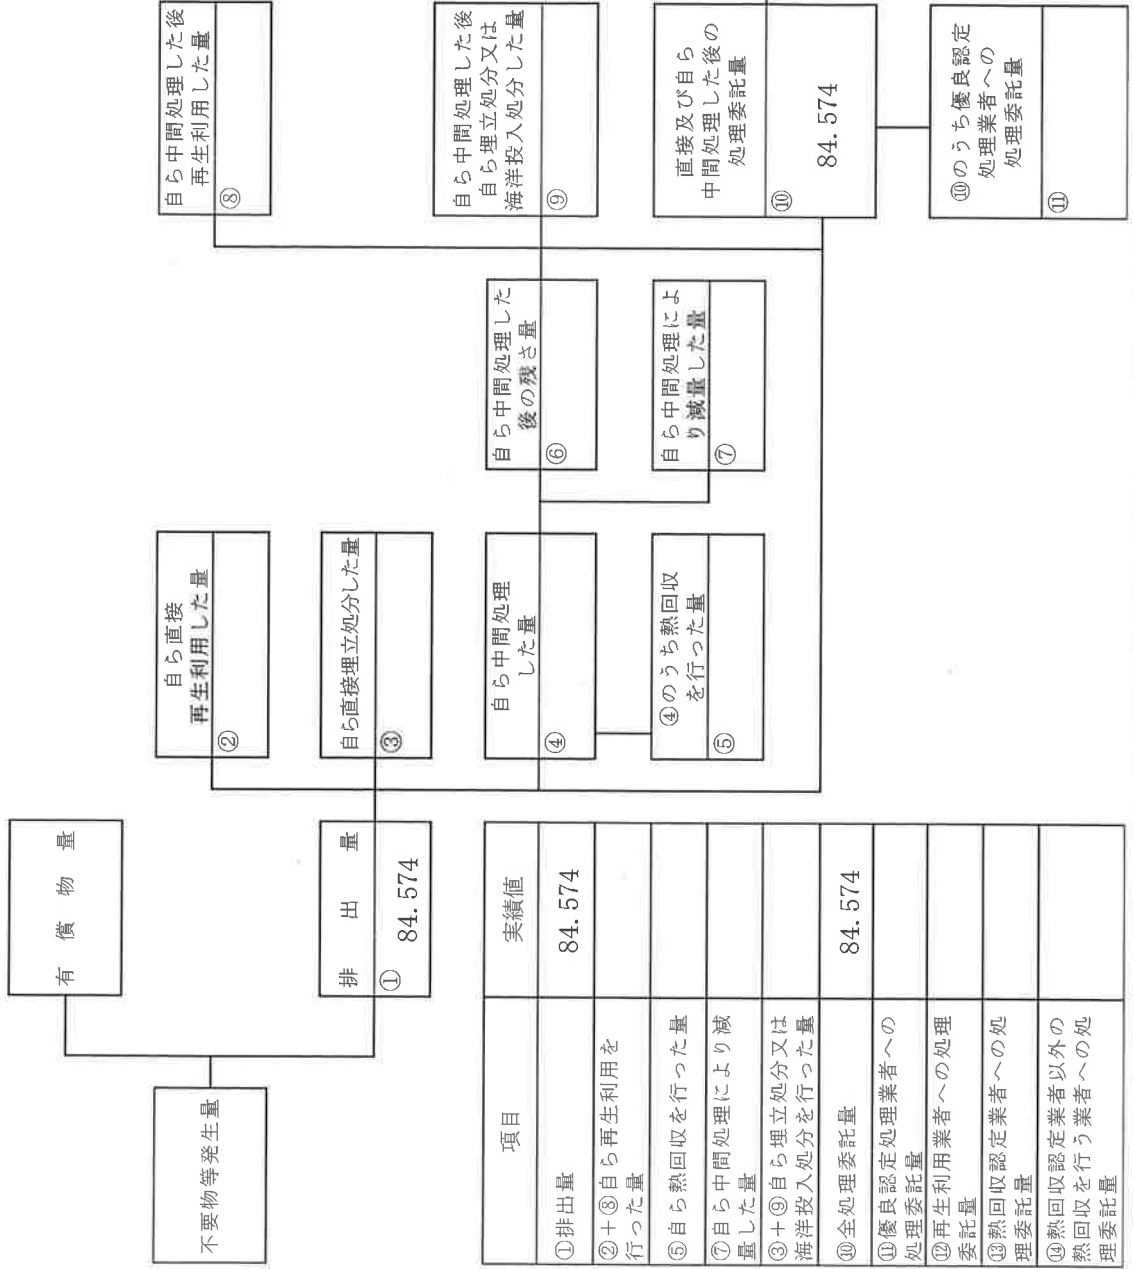 不要物等発生量
有償物量
排出量
①
84.574
自ら直接
再生利用した量
②
自ら直接埋立処分した量
③
自ら中間処理
した量
④
④のうち熱回収
を行った量
⑤
自ら中間処理した
後の残さ量
⑥
自ら中間処理によ
り減量した量
⑦
自ら中間処理した後
再生利用した量
⑧
自ら中間処理した後
自ら埋立処分又は
海洋投入処分した量
⑨
直接及び自ら
中間処理した後の
処理委託量
⑩
84.574
⑩のうち優良認定
処理業者への
処理委託量
⑪
項目
実績値
①排出量
84.574
②+⑧自ら再生利用を
行った量
⑤自ら熱回収を行った量
⑦自ら中間処理により減
量した量
③+⑨自ら埋立処分又は
海洋投入処分を行った量
⑩全処理委託量
84.574
⑪優良認定処理業者への
処理委託量
⑫再生利用業者への処理
委託量
⑬熱回収認定業者への処
理委託量
⑭熱回収認定業者以外の
熱回収を行う業者への処
理委託量